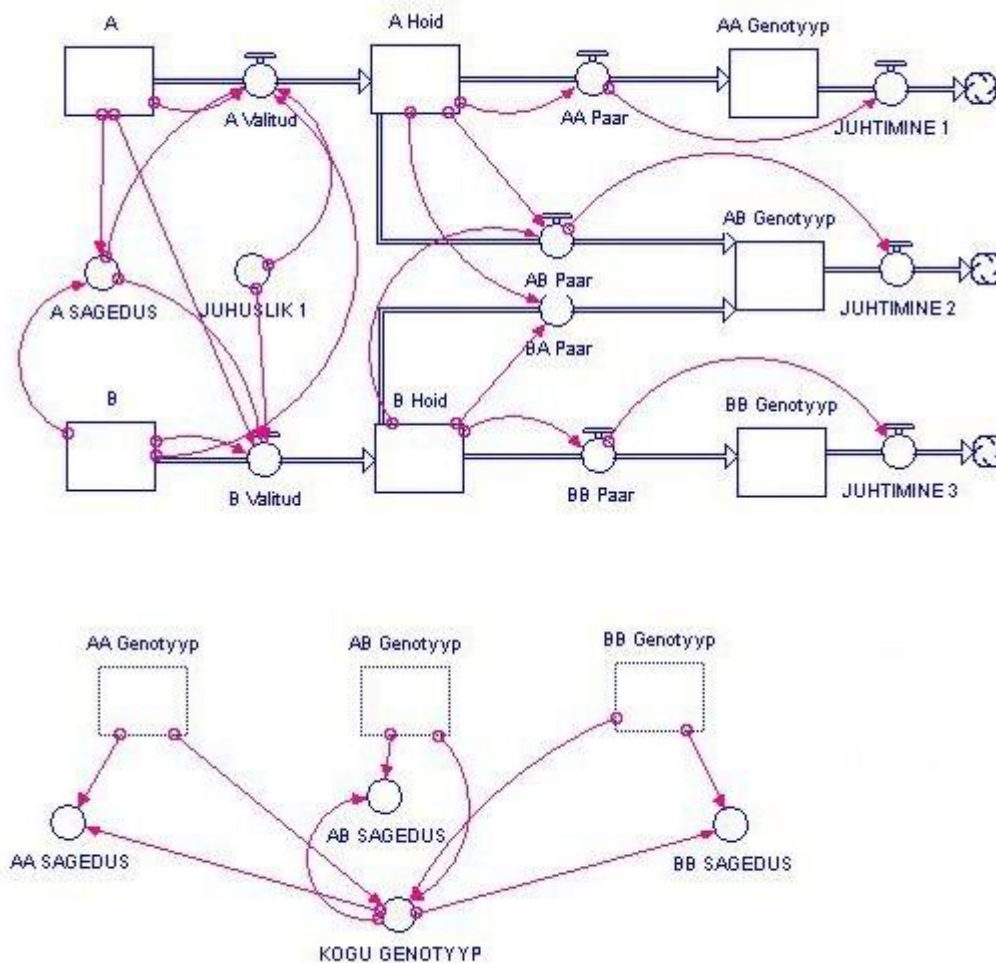 A
A Hoid
AA Genotyyp
A Valitud
AA Paar
JUHTIMINE 1
AB Genotyyp
A SAGEDUS
JUHUSLIK 1
AB Paar
JUHTIMINE 2
BA Paar
B
B Hoid
BB Genotyyp
B Valitud
BB Paar
JUHTIMINE 3
AA Genotyyp
AB Genotyyp
BB Genotyyp
AB SAGEDUS
AA SAGEDUS
BB SAGEDUS
KOGU GENOTYYP